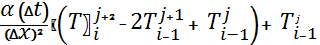 α (Δt)/(Δx)² 〖(T〗_i^{j+2} - 2T_{i-1}^{j+1} + T_{i-1}^{j}) + T_{i-1}^{j}